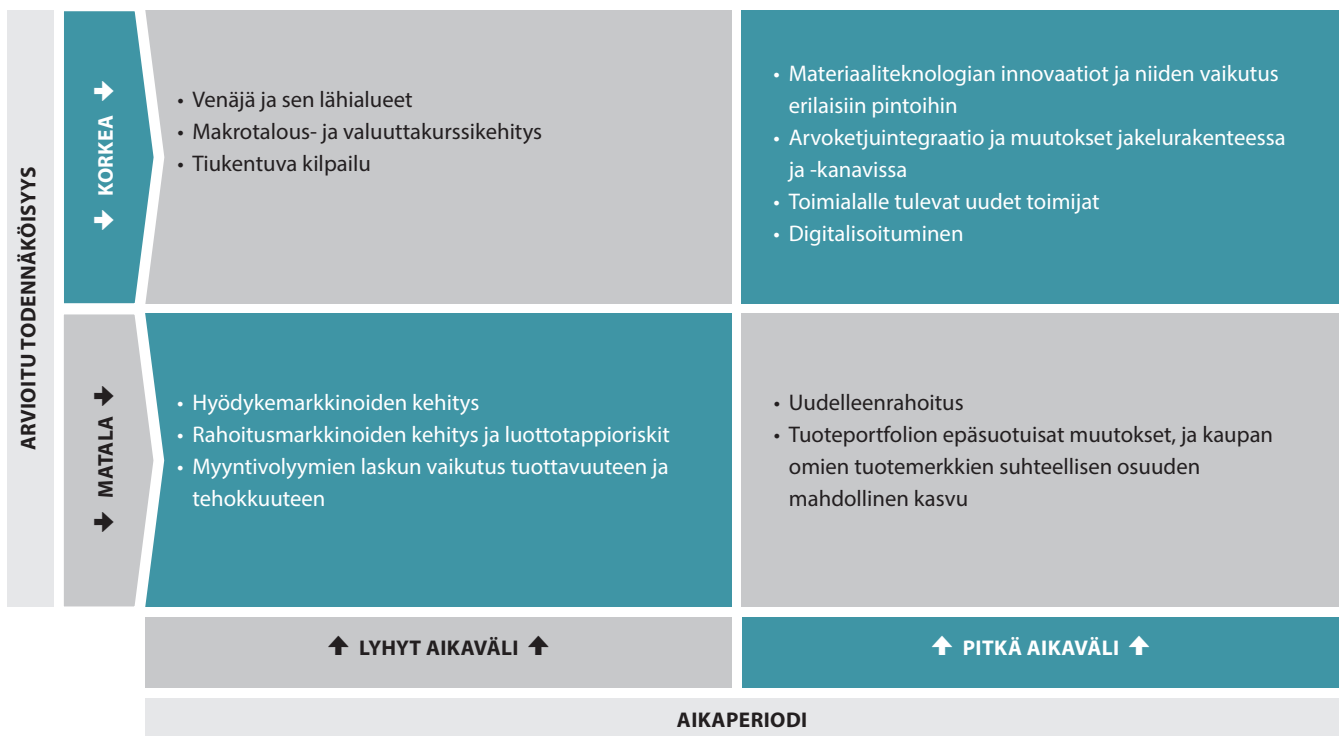 ARVIOITU TODENNÄKÖISYYS
KORKEA
• Venäjä ja sen lähialueet
• Makrotalous- ja valuuttakurssikehitys
• Tiukentuva kilpailu
• Materiaaliteknologian innovaatiot ja niiden vaikutus
erilaisiin pintoihin
• Arvoketjuintegraatio ja muutokset jakelurakenteessa
ja -kanavissa
• Toimialalle tulevat uudet toimijat
• Digitalisoituminen
MATALA
• Hyödykemarkkinoiden kehitys
• Rahoitusmarkkinoiden kehitys ja luottotappioriskit
• Myyntivolyymien laskun vaikutus tuottavuuteen ja
tehokkuuteen
• Uudelleenrahoitus
• Tuoteportfolion epäsuotuisat muutokset, ja kaupan
omien tuotemerkkien suhteellisen osuuden
mahdollinen kasvu
LYHYT AIKAVÄLI
PITKÄ AIKAVÄLI
AIKAPERIODI